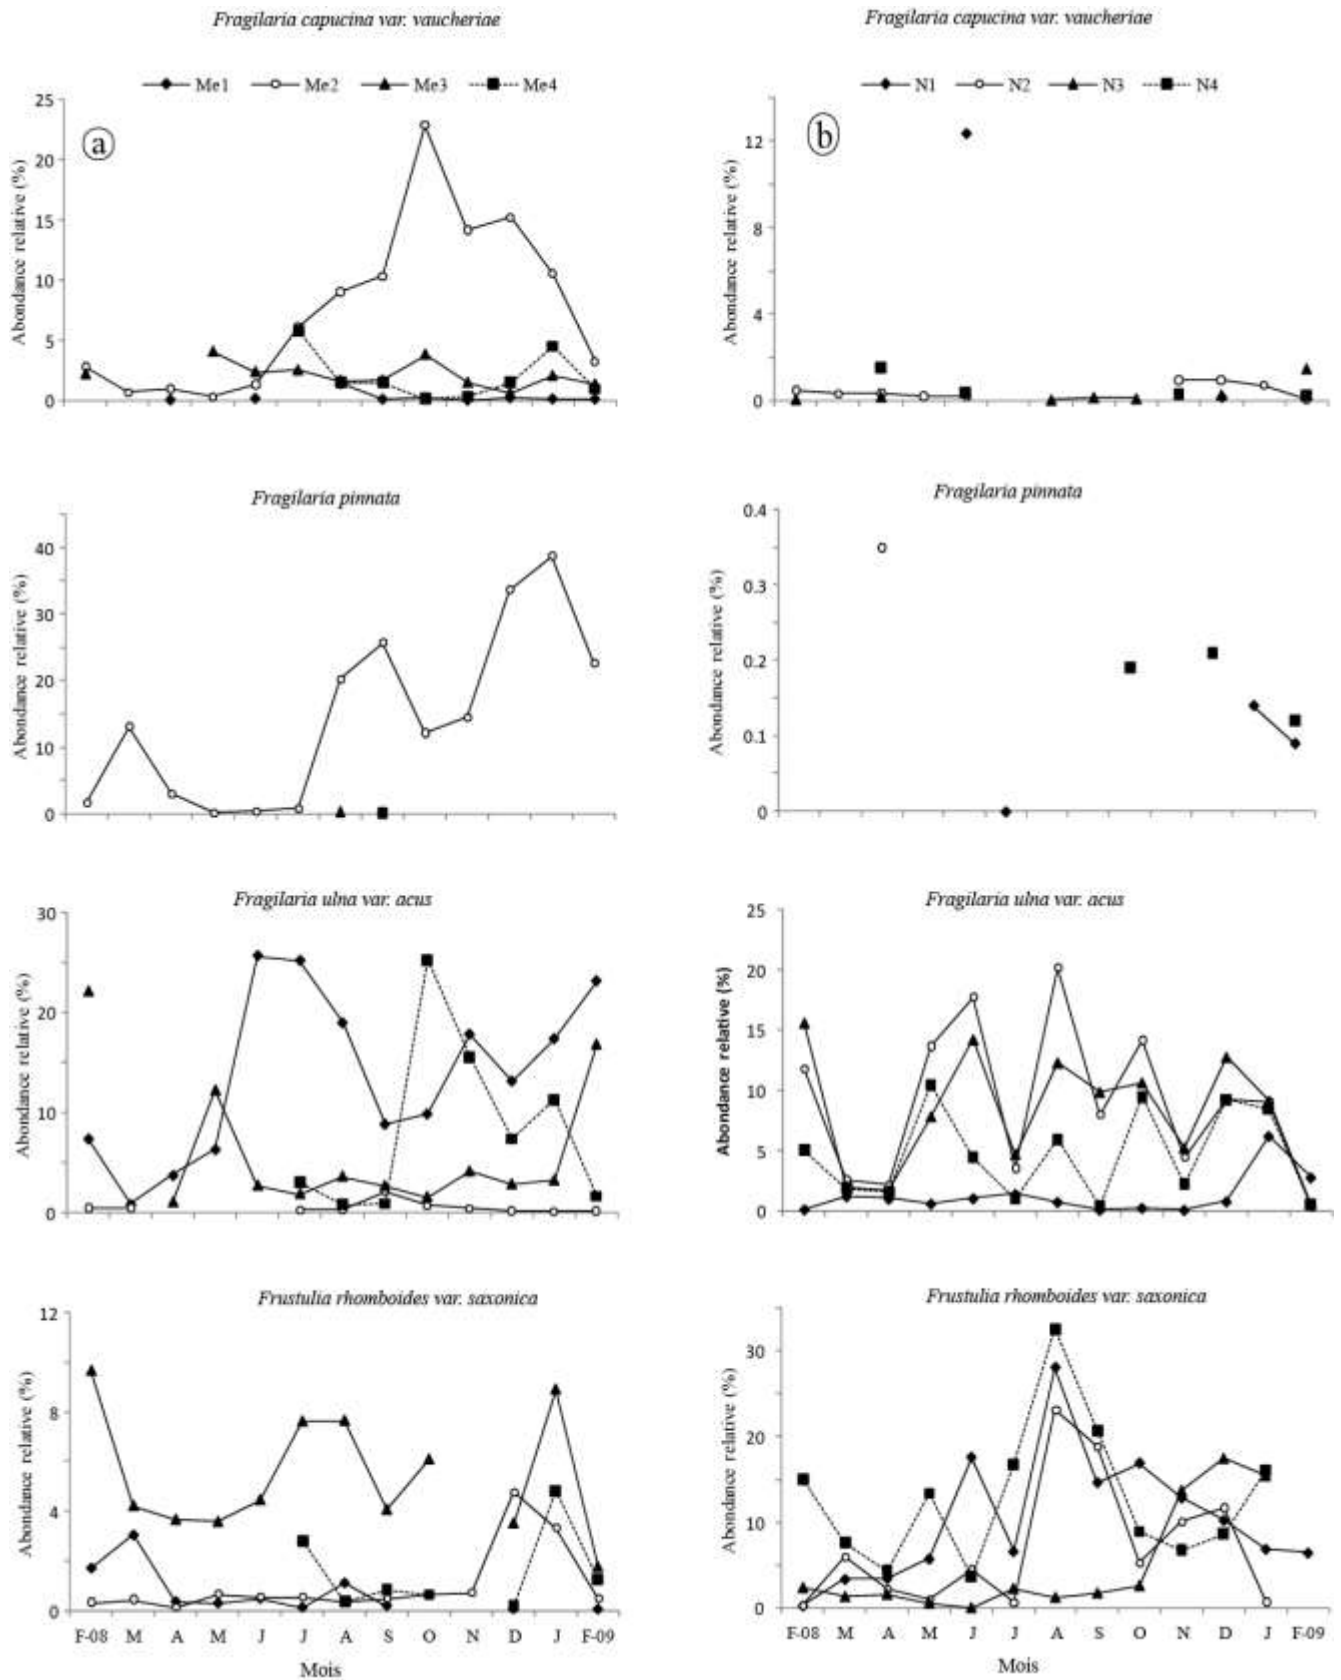 Fragilaria capucina var. vaucheriae
Me1 Me2 Me3 Me4
a
Abondance relative (%)
25
20
15
10
5
0
Fragilaria capucina var. vaucheriae
N1 N2 N3 N4
b
Abondance relative (%)
12
8
4
0
Fragilaria pinnata
Abondance relative (%)
40
30
20
10
0
Fragilaria pinnata
Abondance relative (%)
0.4
0.3
0.2
0.1
0
Fragilaria ulna var. acus
Abondance relative (%)
30
20
10
0
Fragilaria ulna var. acus
Abondance relative (%)
25
20
15
10
5
0
Frustulia rhomboides var. saxonica
Abondance relative (%)
12
8
4
0
F-08 M A M J J A S O N D J F-09
Mois
Frustulia rhomboides var. saxonica
Abondance relative (%)
30
20
10
0
F-08 M A M J J A S O N D J F-09
Mois